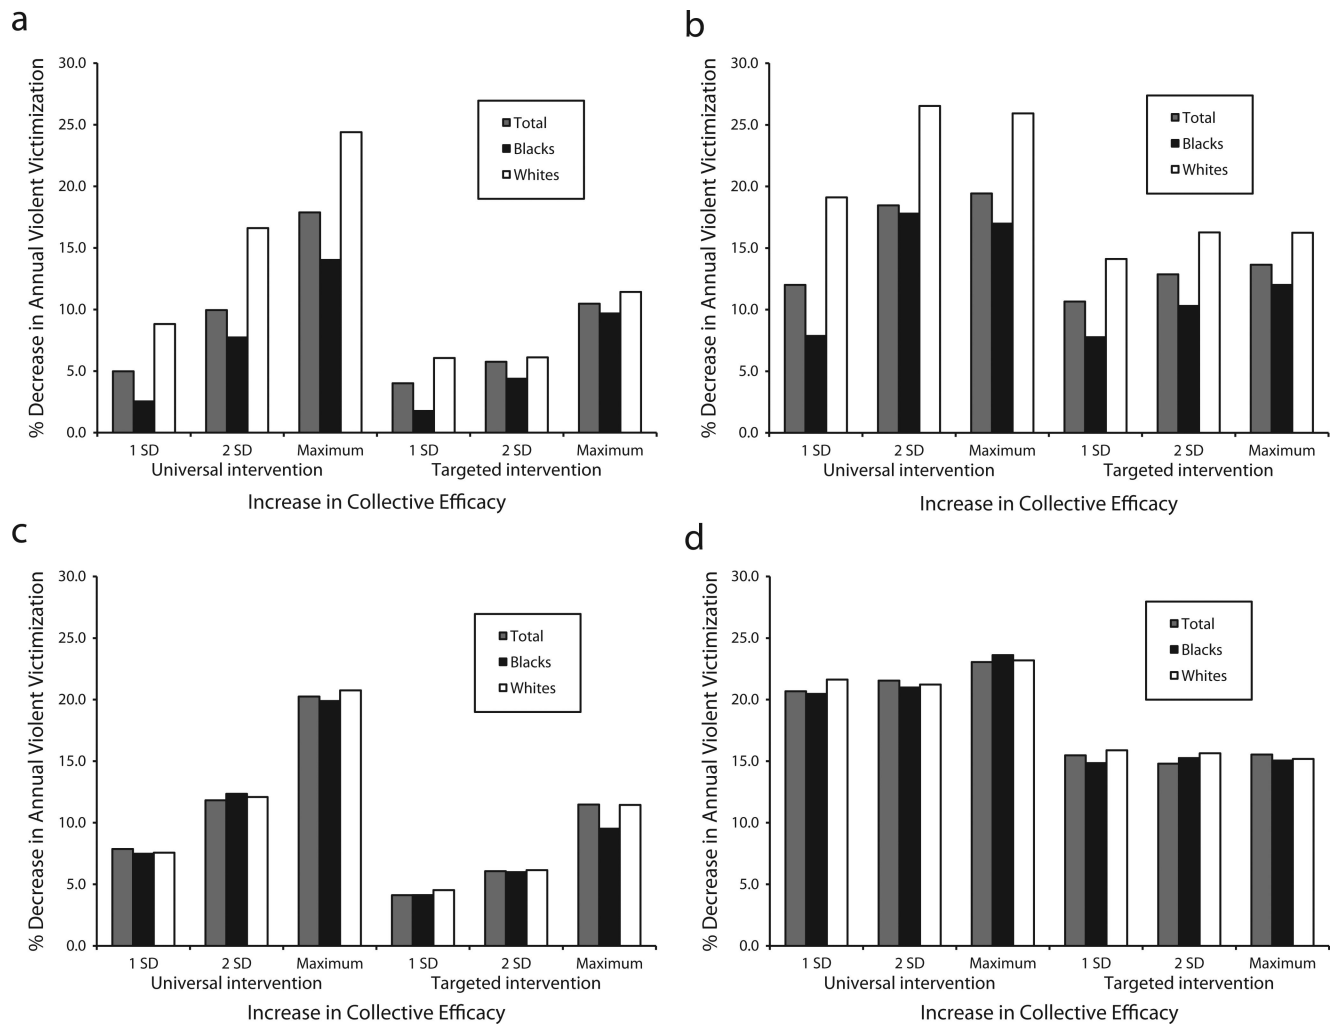 a
% Decrease in Annual Violent Victimization
30.0
25.0
20.0
15.0
10.0
5.0
0.0
Total
Blacks
Whites
1 SD 2 SD Maximum 1 SD 2 SD Maximum
Universal intervention Targeted intervention
Increase in Collective Efficacy
b
% Decrease in Annual Violent Victimization
30.0
25.0
20.0
15.0
10.0
5.0
0.0
Total
Blacks
Whites
1 SD 2 SD Maximum 1 SD 2 SD Maximum
Universal intervention Targeted intervention
Increase in Collective Efficacy
c
% Decrease in Annual Violent Victimization
30.0
25.0
20.0
15.0
10.0
5.0
0.0
Total
Blacks
Whites
1 SD 2 SD Maximum 1 SD 2 SD Maximum
Universal intervention Targeted intervention
Increase in Collective Efficacy
d
% Decrease in Annual Violent Victimization
30.0
25.0
20.0
15.0
10.0
5.0
0.0
Total
Blacks
Whites
1 SD 2 SD Maximum 1 SD 2 SD Maximum
Universal intervention Targeted intervention
Increase in Collective Efficacy